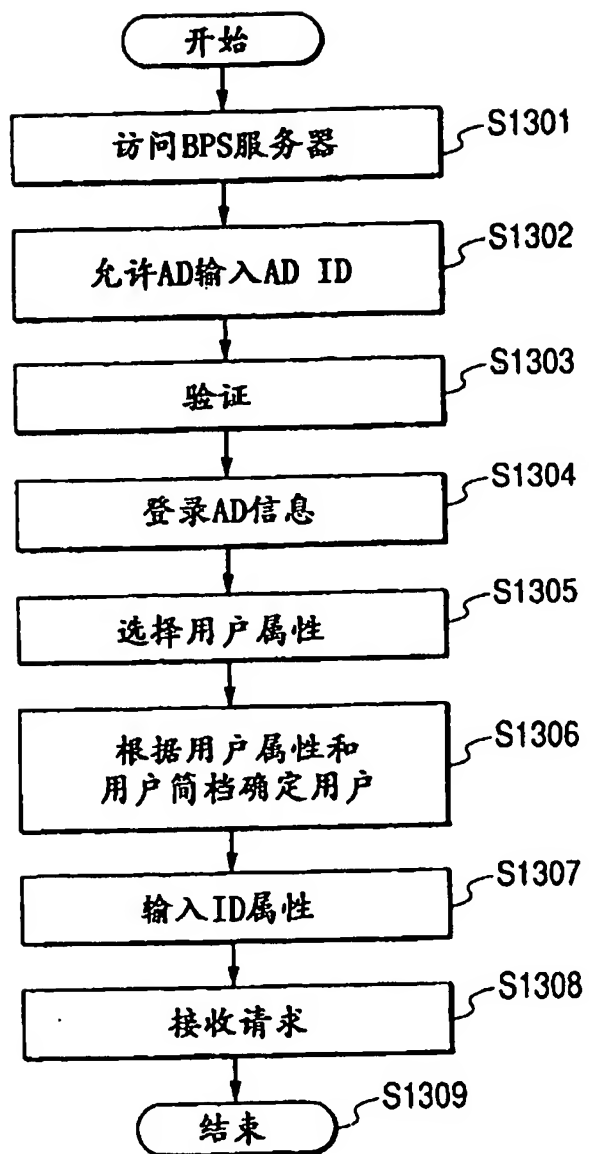 开始
访问BPS服务器
S1301
允许AD输入AD ID
S1302
验证
S1303
登录AD信息
S1304
选择用户属性
S1305
根据用户属性和
用户简档确定用户
S1306
输入ID属性
S1307
接收请求
S1308
结束
S1309